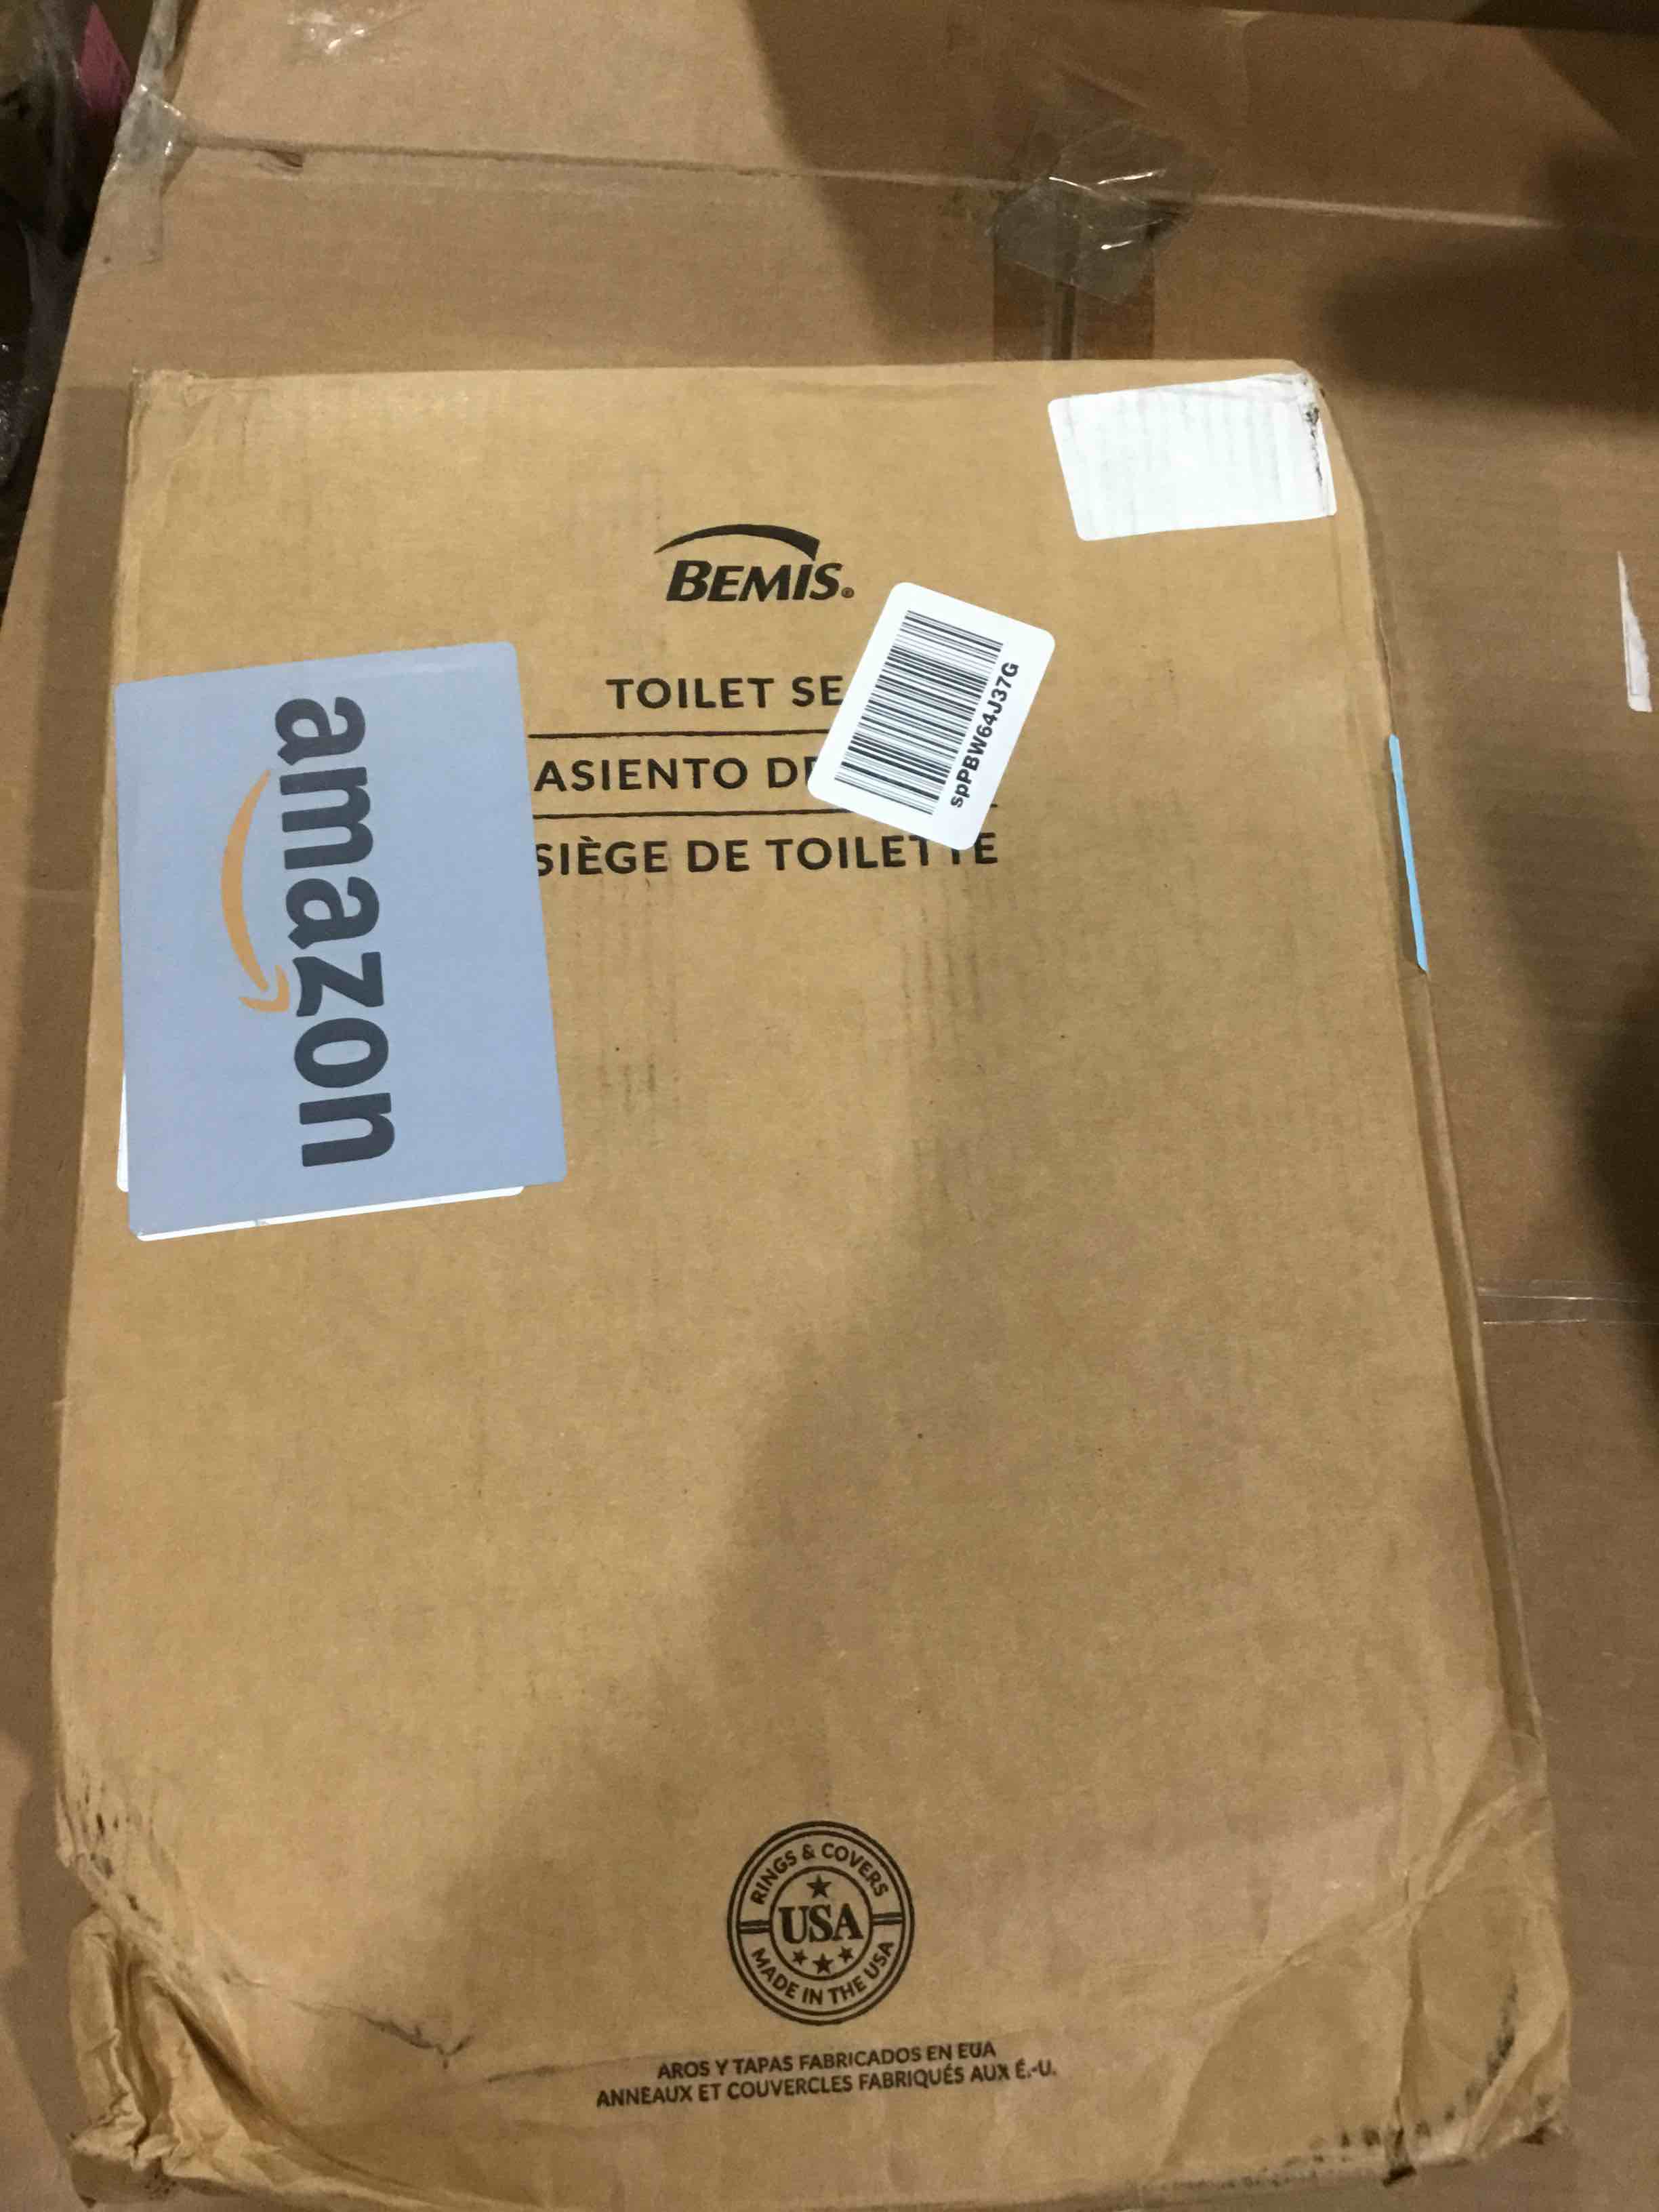 BEMIS®
TOILET SE
ASIENTO DE
SIÈGE DE TOILETTE
spPBW64J37G
amazon
RINGS & COVERS
USA
MADE IN THE USA
AROS Y TAPAS FABRICADOS EN EUA
ANNEAUX ET COUVERCLES FABRIQUÉS AUX É.-U.